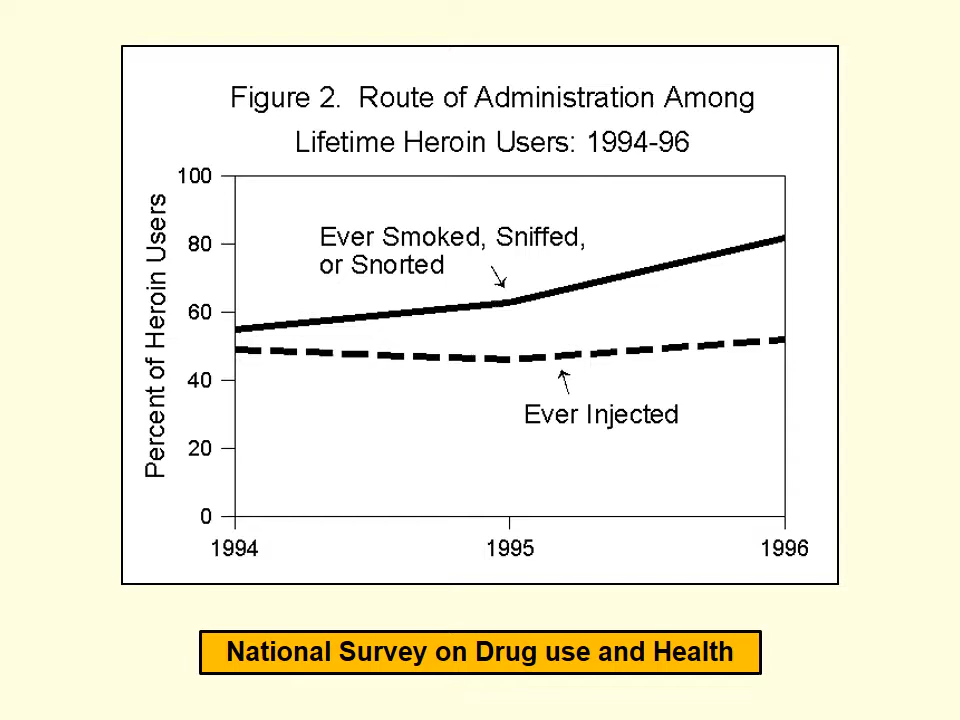 Figure 2. Route of Administration Among
Lifetime Heroin Users: 1994-96
Percent of Heroin Users
100
80
60
40
20
0
Ever Smoked, Sniffed,
or Snorted
Ever Injected
1994
1995
1996
National Survey on Drug use and Health